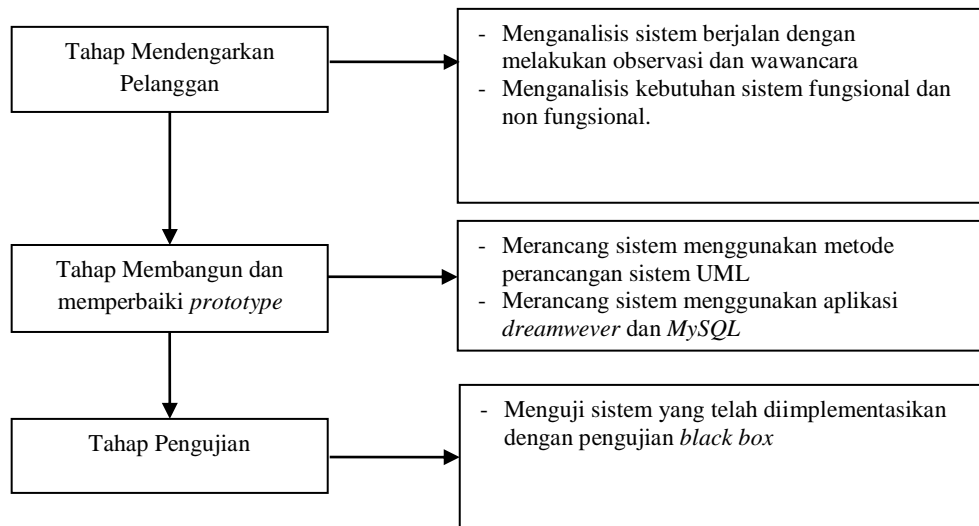 Tahap Mendengarkan
Pelanggan
- Menganalisis sistem berjalan dengan
melakukan observasi dan wawancara
- Menganalisis kebutuhan sistem fungsional dan
non fungsional.
Tahap Membangun dan
memperbaiki prototype
- Merancang sistem menggunakan metode
perancangan sistem UML
- Merancang sistem menggunakan aplikasi
dreamwever dan MySQL
Tahap Pengujian
- Menguji sistem yang telah diimplementasikan
dengan pengujian black box